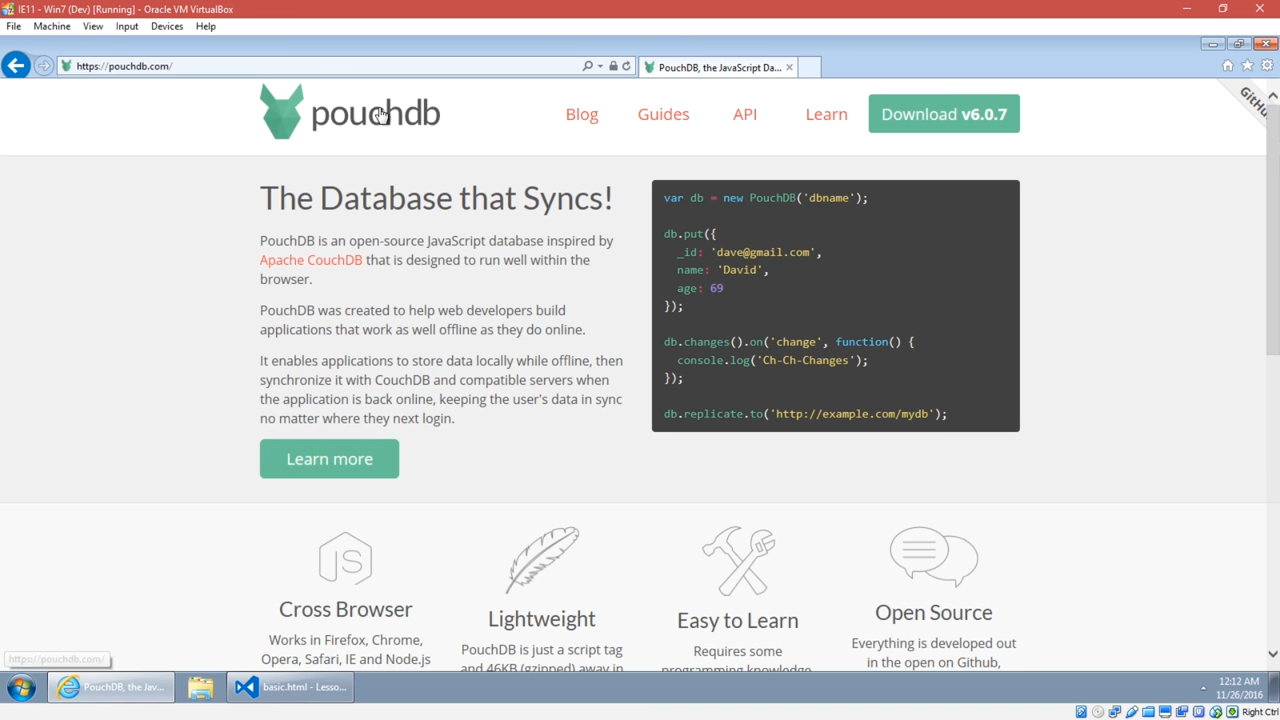 IE11 - Win7 (Dev) [Running] - Oracle VM VirtualBox
File Machine View Input Devices Help
https://pouchdb.com/
PouchDB, the JavaScript Da...
pouchdb
Blog Guides API Learn Download v6.0.7
GitHu
The Database that Syncs!
PouchDB is an open-source JavaScript database inspired by
Apache CouchDB that is designed to run well within the
browser.
PouchDB was created to help web developers build
applications that work as well offline as they do online.
It enables applications to store data locally while offline, then
synchronize it with CouchDB and compatible servers when
the application is back online, keeping the user's data in sync
no matter where they next login.
Learn more
var db = new PouchDB('dbname');
db.put({
_id: 'dave@gmail.com',
name: 'David',
age: 69
});
db.changes().on('change', function() {
console.log('Ch-Ch-Changes');
});
db.replicate.to('http://example.com/mydb');
JS
Cross Browser
Works in Firefox, Chrome,
Opera, Safari, IE and Node.js
Lightweight
PouchDB is just a script tag
and 46KB (gzipped) away in
Easy to Learn
Requires some
programming knowledge
Open Source
Everything is developed out
in the open on Github,
https://pouchdb.com/
PouchDB, the Jav...
basic.html - Lesso...
12:12 AM
11/26/2016
Right Ctrl